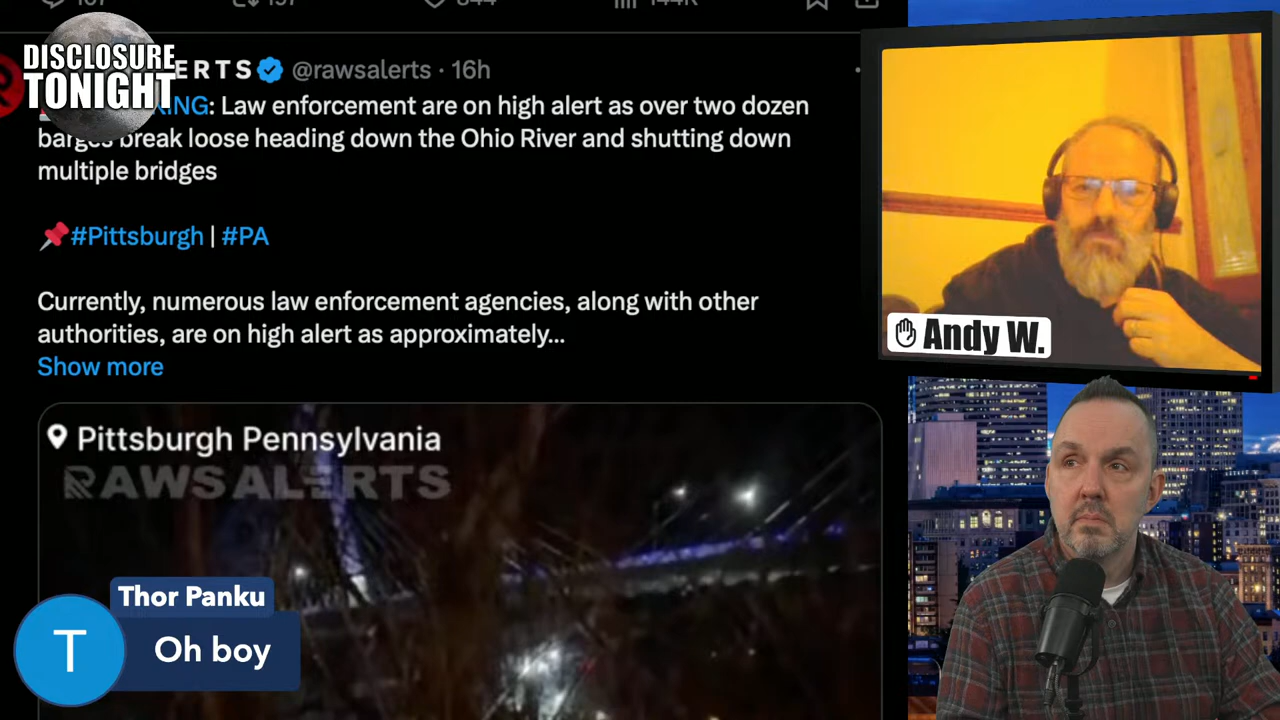 DISCLOSURE
TONIGHT
ERTS @rawsalerts · 16h
KING: Law enforcement are on high alert as over two dozen
barges break loose heading down the Ohio River and shutting down
multiple bridges
#Pittsburgh | #PA
Currently, numerous law enforcement agencies, along with other
authorities, are on high alert as approximately...
Show more
Pittsburgh Pennsylvania
RAWSALERTS
Thor Panku
T
Oh boy
Andy W.